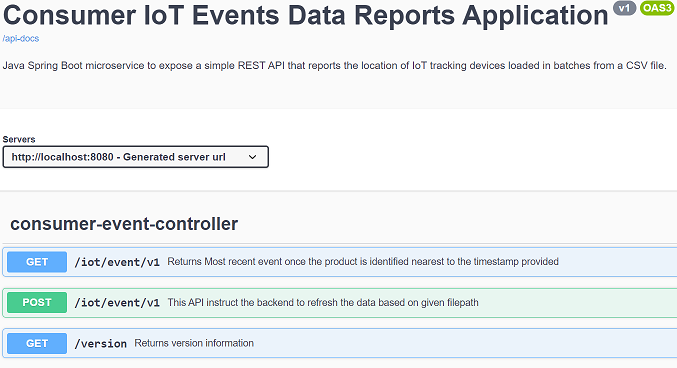 Consumer IoT Events Data Reports Application v1 OAS3
/api-docs
Java Spring Boot microservice to expose a simple REST API that reports the location of IoT tracking devices loaded in batches from a CSV file.
Servers
http://localhost:8080 - Generated server url
consumer-event-controller
GET /iot/event/v1 Returns Most recent event once the product is identified nearest to the timestamp provided
POST /iot/event/v1 This API instruct the backend to refresh the data based on given filepath
GET /version Returns version information